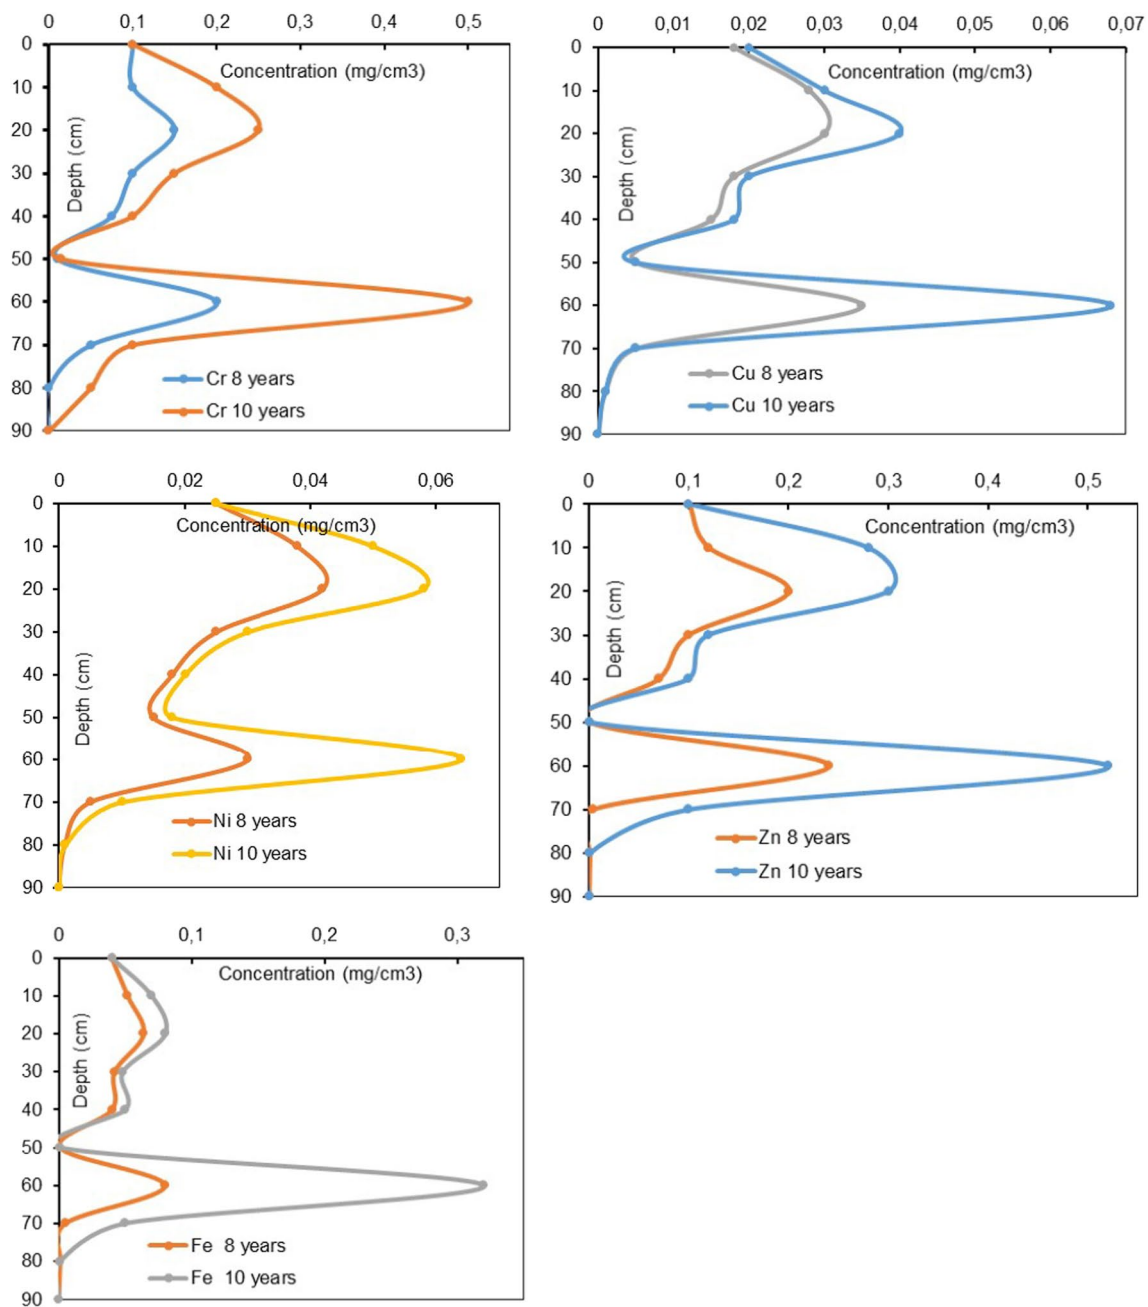 0 0,1 0,2 0,3 0,4 0,5
Concentration (mg/cm3)
Depth (cm)
0
10
20
30
40
50
60
70
80
90
Cr 8 years
Cr 10 years
0 0,01 0,02 0,03 0,04 0,05 0,06 0,07
Concentration (mg/cm3)
Depth (cm)
0
10
20
30
40
50
60
70
80
90
Cu 8 years
Cu 10 years
0 0,02 0,04 0,06
Concentration (mg/cm3)
Depth (cm)
0
10
20
30
40
50
60
70
80
90
Ni 8 years
Ni 10 years
0 0,1 0,2 0,3 0,4 0,5
Concentration (mg/cm3)
Depth (cm)
0
10
20
30
40
50
60
70
80
90
Zn 8 years
Zn 10 years
0 0,1 0,2 0,3
Concentration (mg/cm3)
Depth (cm)
0
10
20
30
40
50
60
70
80
90
Fe 8 years
Fe 10 years